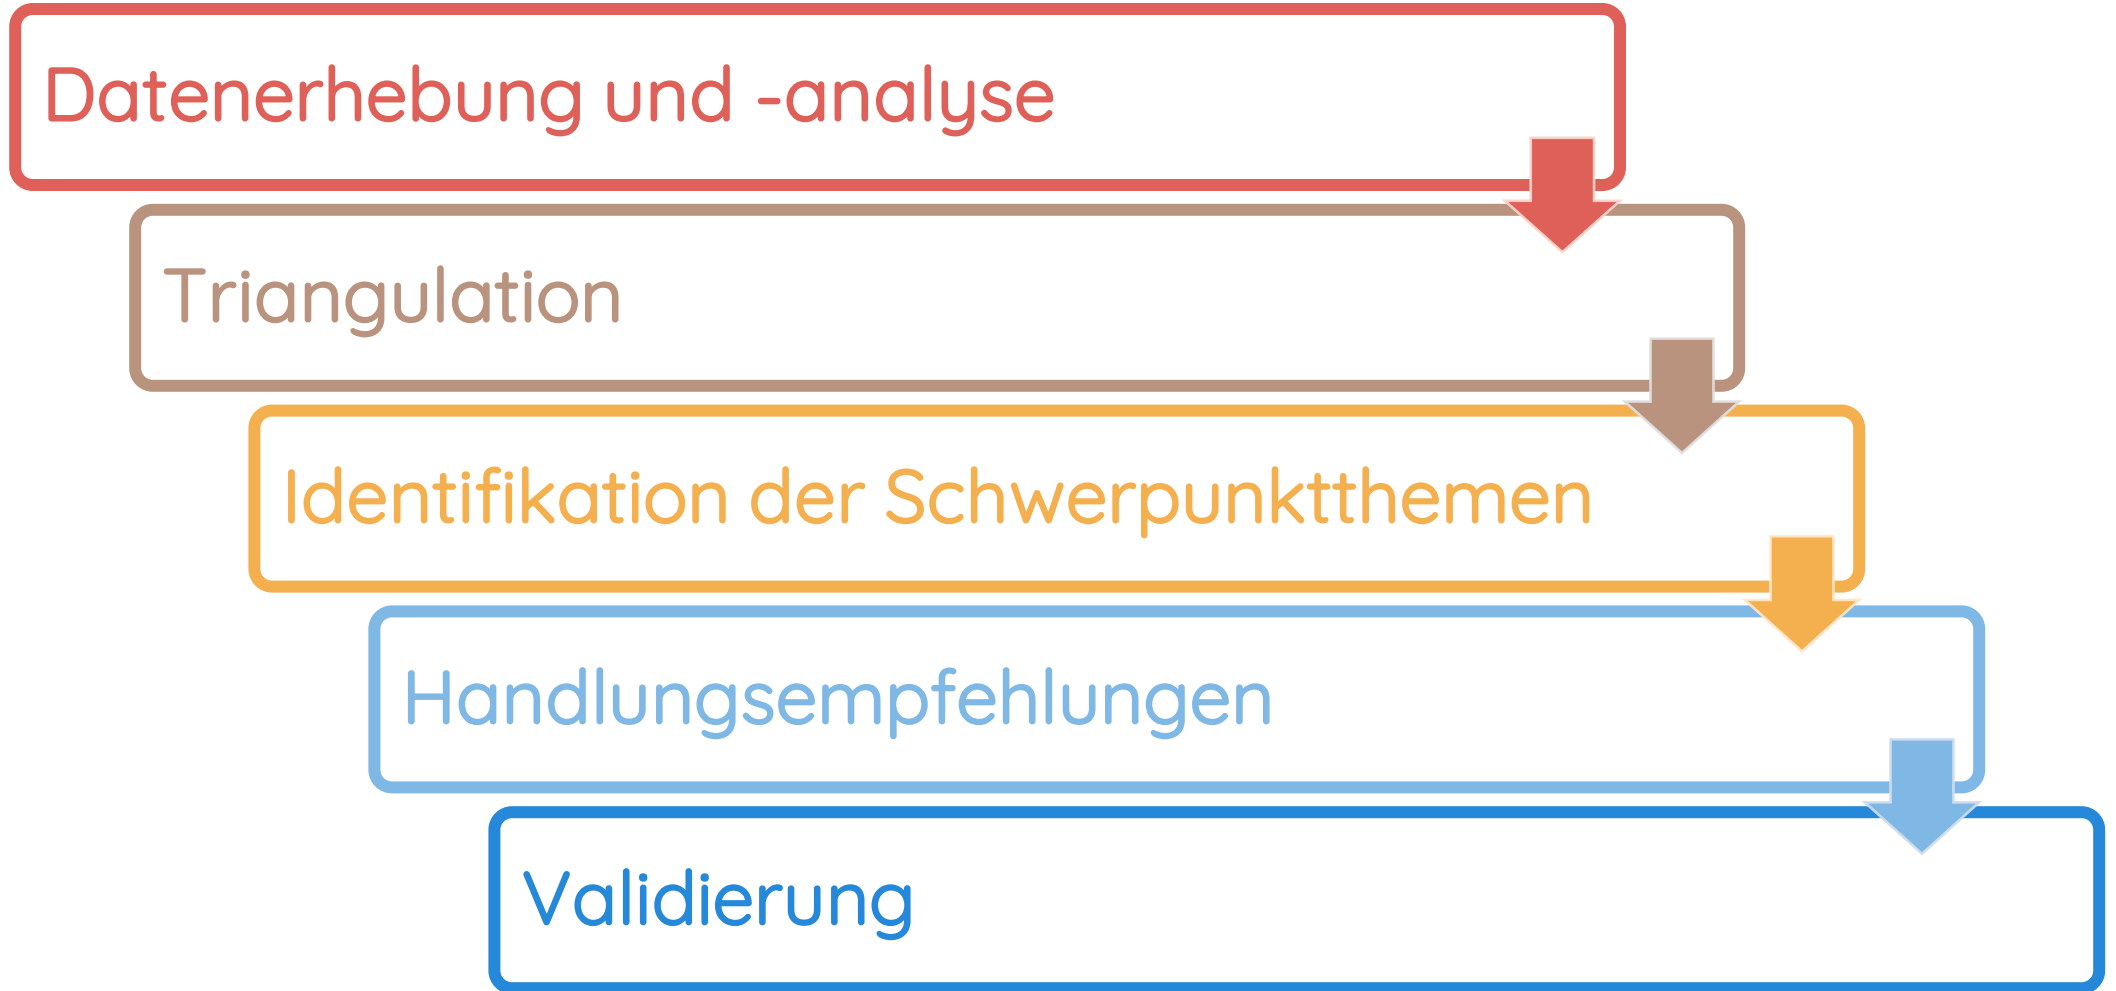 Datenerhebung und -analyse
Triangulation
Identifikation der Schwerpunktthemen
Handlungsempfehlungen
Validierung